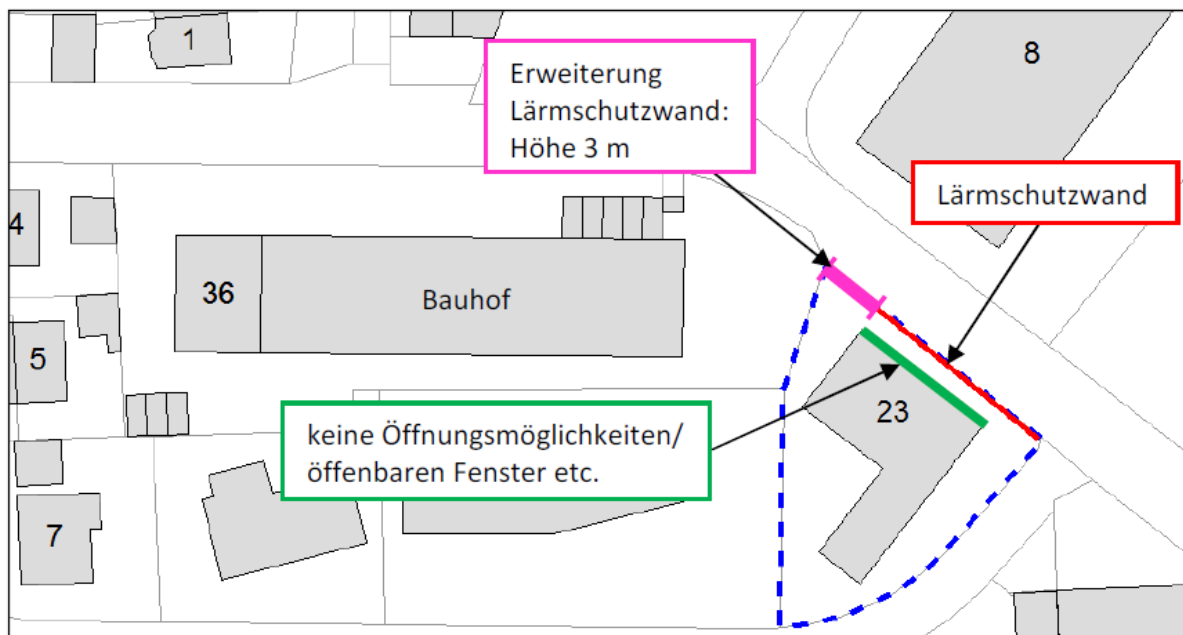 1
8
Erweiterung
Lärmschutzwand:
Höhe 3 m
Lärmschutzwand
4
36
Bauhof
5
23
keine Öffnungsmöglichkeiten/
öffenbaren Fenster etc.
7